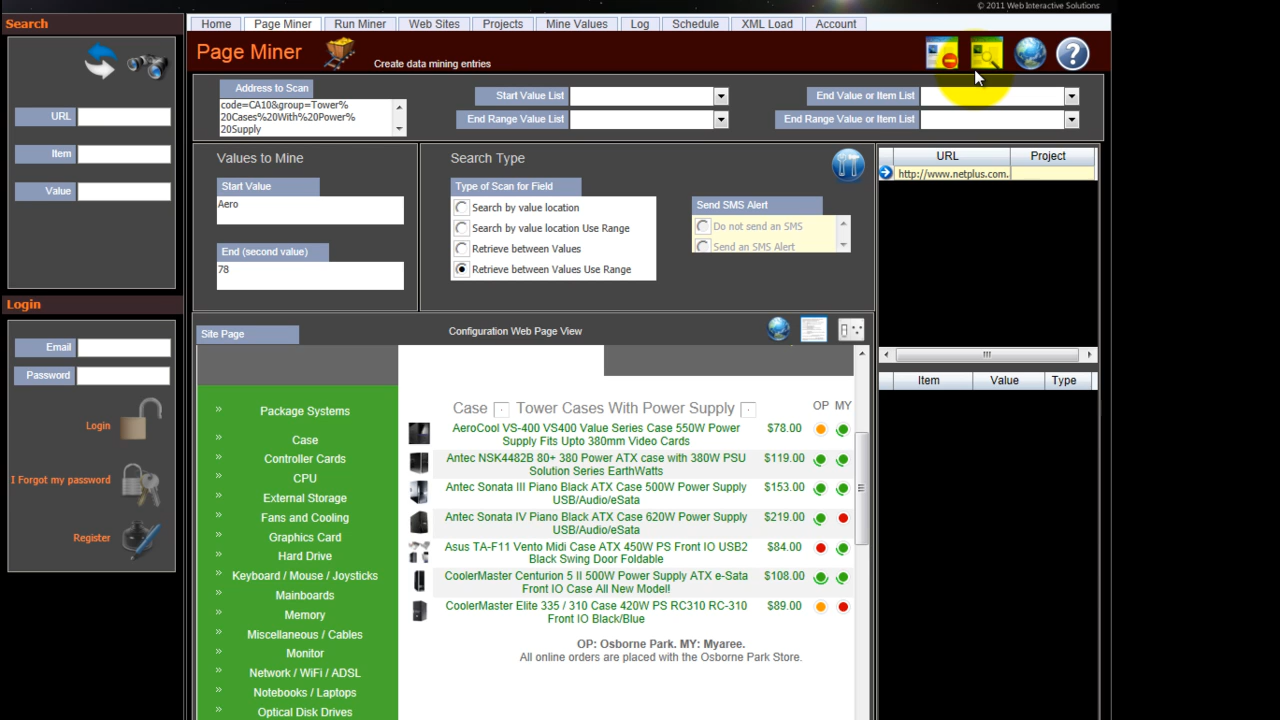 © 2011 Web Interactive Solutions
Search
Home
Page Miner
Run Miner
Web Sites
Projects
Mine Values
Log
Schedule
XML Load
Account
Page Miner
Create data mining entries
Address to Scan
code=CA10&group=Tower%
20Cases%20With%20Power%
20Supply
Start Value List
End Range Value List
End Value or Item List
End Range Value or Item List
URL
Item
Value
Values to Mine
Start Value
Aero
End (second value)
78
Search Type
Type of Scan for Field
Search by value location
Search by value location Use Range
Retrieve between Values
Retrieve between Values Use Range
Send SMS Alert
Do not send an SMS
Send an SMS Alert
URL
Project
http://www.netplus.com.
Item
Value
Type
Login
Email
Password
Login
I Forgot my password
Register
Site Page
Configuration Web Page View
Package Systems
Case
Controller Cards
CPU
External Storage
Fans and Cooling
Graphics Card
Hard Drive
Keyboard / Mouse / Joysticks
Mainboards
Memory
Miscellaneous / Cables
Monitor
Network / WiFi / ADSL
Notebooks / Laptops
Optical Disk Drives
Case Tower Cases With Power Supply OP MY
AeroCool VS-400 VS400 Value Series Case 550W Power $78.00
Supply Fits Upto 380mm Video Cards
Antec NSK4482B 80+ 380 Power ATX case with 380W PSU $119.00
Solution Series EarthWatts
Antec Sonata III Piano Black ATX Case 500W Power Supply $153.00
USB/Audio/eSata
Antec Sonata IV Piano Black ATX Case 620W Power Supply $219.00
USB/Audio/eSata
Asus TA-F11 Vento Midi Case ATX 450W PS Front IO USB2 $84.00
Black Swing Door Foldable
CoolerMaster Centurion 5 II 500W Power Supply ATX e-Sata $108.00
Front IO Case All New Model!
CoolerMaster Elite 335 / 310 Case 420W PS RC310 RC-310 $89.00
Front IO Black/Blue
OP: Osborne Park. MY: Myaree.
All online orders are placed with the Osborne Park Store.